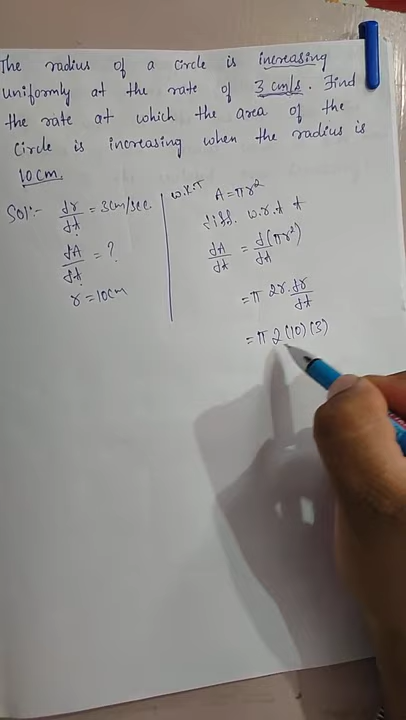 The radius of a circle is increasing
uniformly at the rate of 3 cm/s. Find
the rate at which the area of the
circle is increasing when the radius is
10 cm.
Sol:- dr/dt = 3cm/sec.
dA/dt = ?
r = 10cm
W.K.T A = πr²
diff. w.r.t t
dA/dt = d(πr²)/dt
= π 2r. dr/dt
= π 2(10)(3)